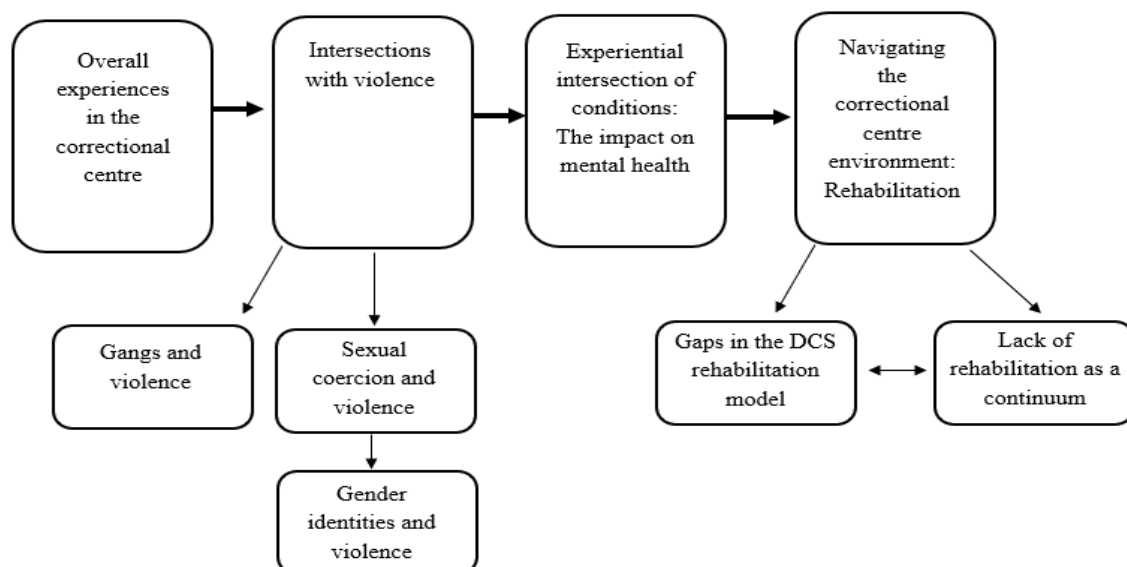 Overall
experiences
in the
correctional
centre
Intersections
with violence
Experiential
intersection of
conditions:
The impact on
mental health
Navigating
the
correctional
centre
environment:
Rehabilitation
Gangs and
violence
Sexual
coercion and
violence
Gender
identities and
violence
Gaps in the DCS
rehabilitation
model
Lack of
rehabilitation as a
continuum